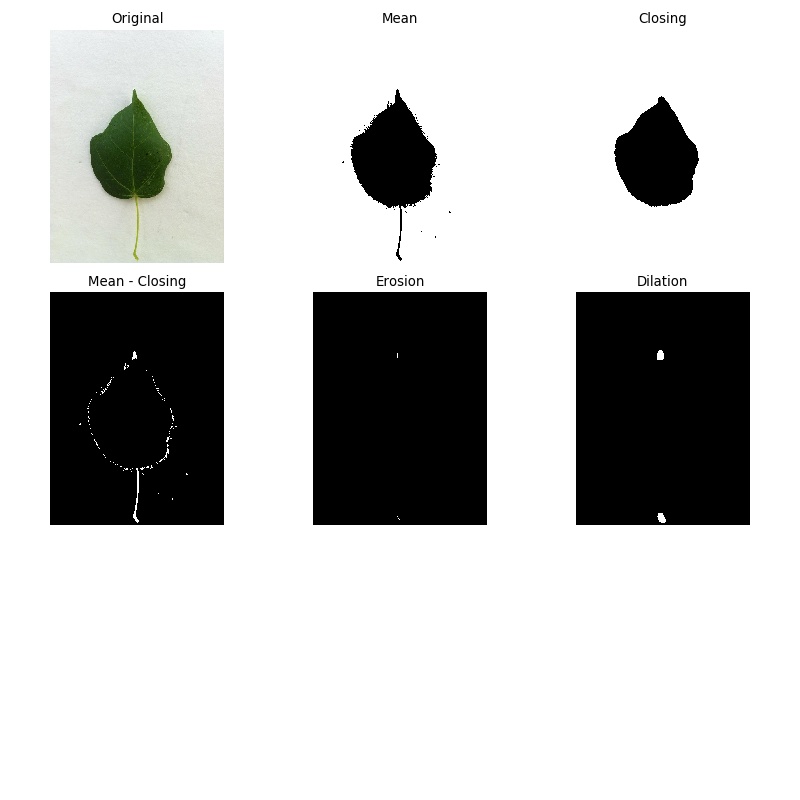 Original
Mean
Closing
Mean - Closing
Erosion
Dilation